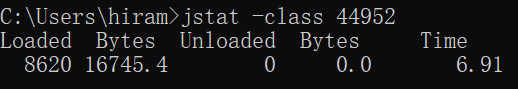 C:\Users\hiram>jstat -class 44952
Loaded  Bytes  Unloaded  Bytes     Time
  8620 16745.4        0     0.0       6.91